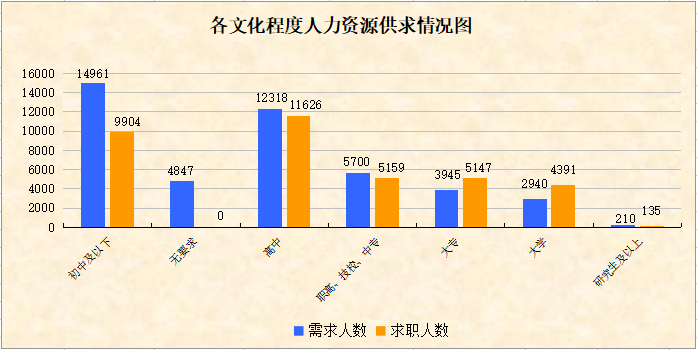 各文化程度人力资源供求情况图
16000
14000
12000
10000
8000
6000
4000
2000
0
14961
9904
4847
0
12318
11626
5700
5159
3945
5147
2940
4391
210
135
初中及以下
无要求
高中
职高、技校、中专
大专
大学
研究生及以上
需求人数
求职人数